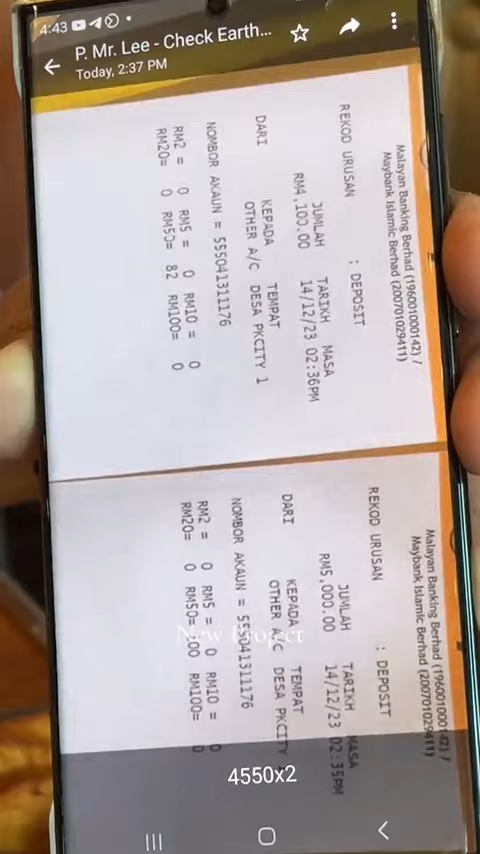 4:43
P. Mr. Lee - Check Earth...
Today, 2:37 PM
Malayan Banking Berhad (196001000142) /
Maybank Islamic Berhad (200701029411)
REKOD URUSAN : DEPOSIT
JUMLAH TARIKH MASA
RM4,100.00 14/12/23 02:36PM
DARI KEPADA TEMPAT
OTHER A/C DESA PKCITY 1
NOMBOR AKAUN = 555041311176
RM2 = 0 RM5 = 0 RM10 = 0
RM20= 0 RM50= 82 RM100= 0
Malayan Banking Berhad (196001000142) /
Maybank Islamic Berhad (200701029411)
REKOD URUSAN : DEPOSIT
JUMLAH TARIKH MASA
RM5,000.00 14/12/23 02:35PM
DARI KEPADA TEMPAT
OTHER A/C DESA PKCITY
NOMBOR AKAUN = 555041311176
RM2 = 0 RM5 = 0 RM10 = 0
RM20= 0 RM50= 100 RM100= 0
New Project
4550x2